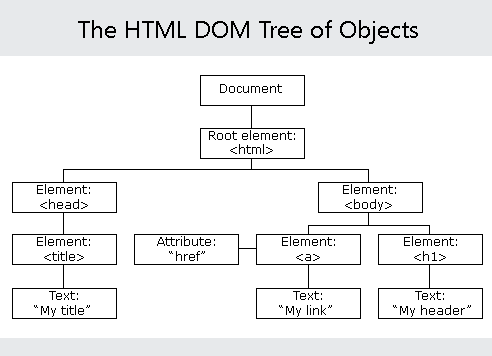 The HTML DOM Tree of Objects
Document
Root element:
<html>
Element:
<head>
Element:
<body>
Element:
<title>
Attribute:
“href”
Element:
<a>
Element:
<h1>
Text:
“My title”
Text:
“My link”
Text:
“My header”